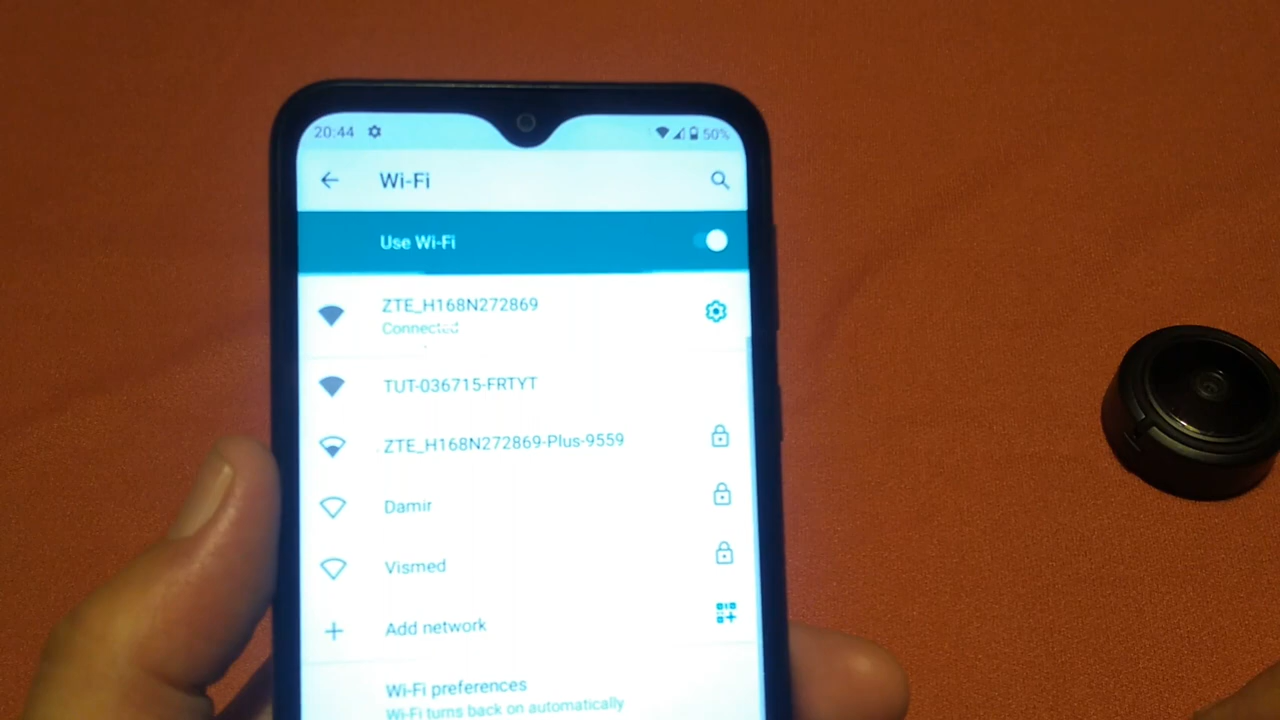 20:44 50%
Wi-Fi
Use Wi-Fi
ZTE_H168N272869
Connected
TUT-036715-FRTYT
ZTE_H168N272869-Plus-9559
Damir
Vismed
Add network
Wi-Fi preferences
Wi-Fi turns back on automatically